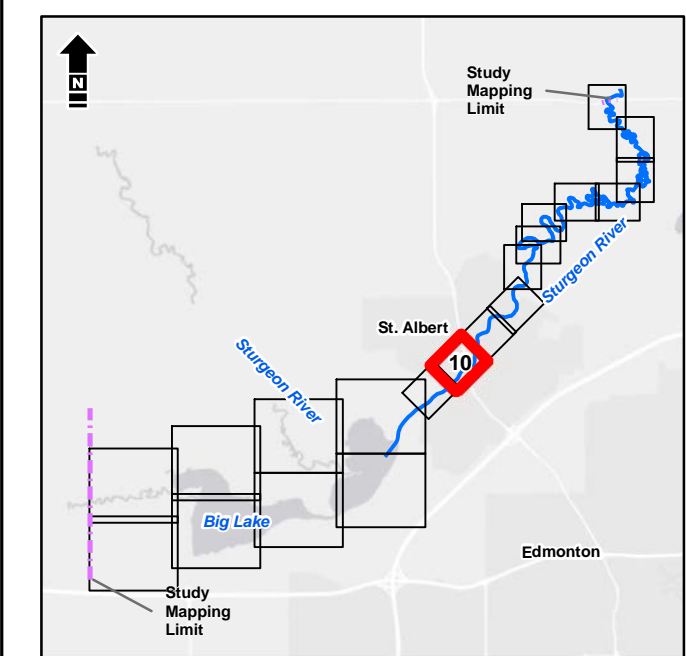 N
Study
Mapping
Limit
Sturgeon River
St. Albert
10
Sturgeon River
Big Lake
Edmonton
Study
Mapping
Limit